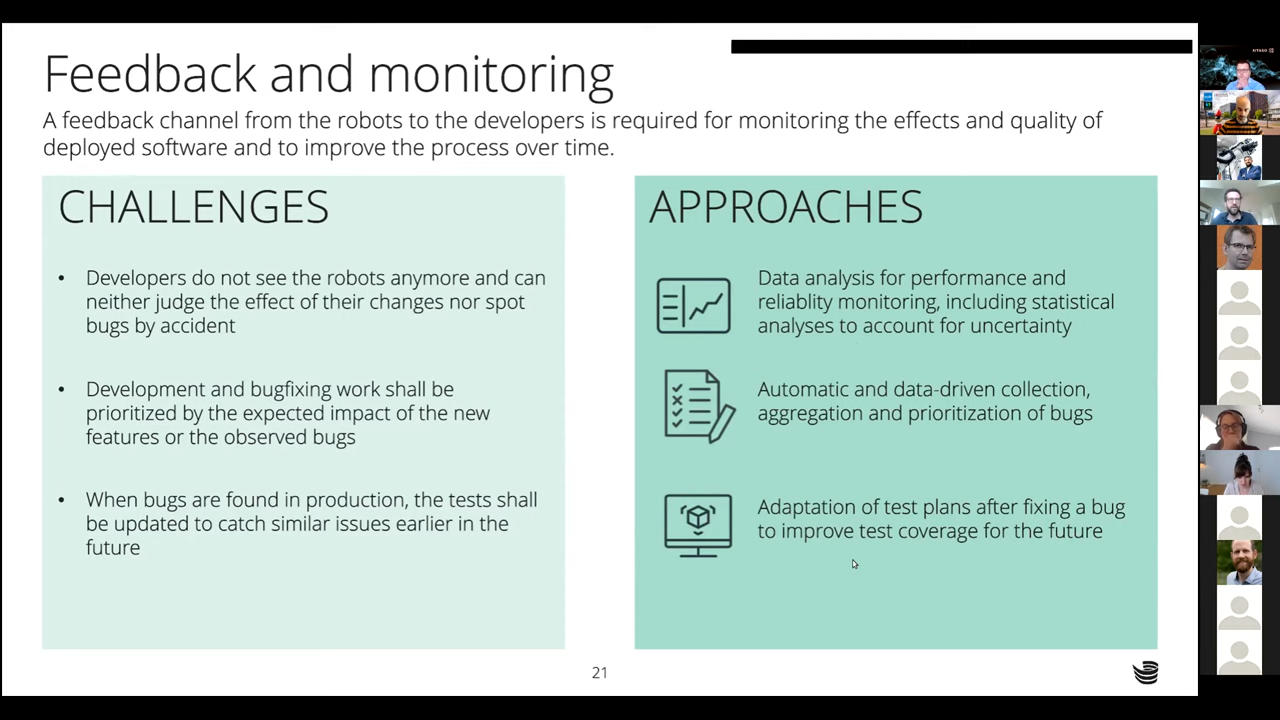 Feedback and monitoring
A feedback channel from the robots to the developers is required for monitoring the effects and quality of
deployed software and to improve the process over time.
CHALLENGES
• Developers do not see the robots anymore and can
neither judge the effect of their changes nor spot
bugs by accident
• Development and bugfixing work shall be
prioritized by the expected impact of the new
features or the observed bugs
• When bugs are found in production, the tests shall
be updated to catch similar issues earlier in the
future
APPROACHES
Data analysis for performance and
reliablity monitoring, including statistical
analyses to account for uncertainty
Automatic and data-driven collection,
aggregation and prioritization of bugs
Adaptation of test plans after fixing a bug
to improve test coverage for the future
21